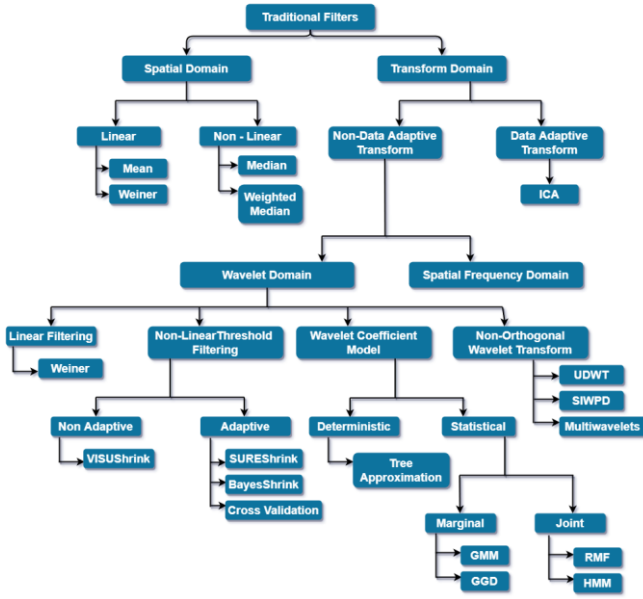 Traditional Filters
Spatial Domain
Transform Domain
Linear
Non - Linear
Non-Data Adaptive
Transform
Data Adaptive
Transform
Mean
Median
Weiner
Weighted
Median
ICA
Wavelet Domain
Spatial Frequency Domain
Linear Filtering
Non-LinearThreshold
Filtering
Wavelet Coefficient
Model
Non-Orthogonal
Wavelet Transform
Weiner
UDWT
SIWPD
Multiwavelets
Non Adaptive
Adaptive
Deterministic
Statistical
VISUShrink
SUREShrink
BayesShrink
Cross Validation
Tree
Approximation
Marginal
Joint
GMM
GGD
RMF
HMM